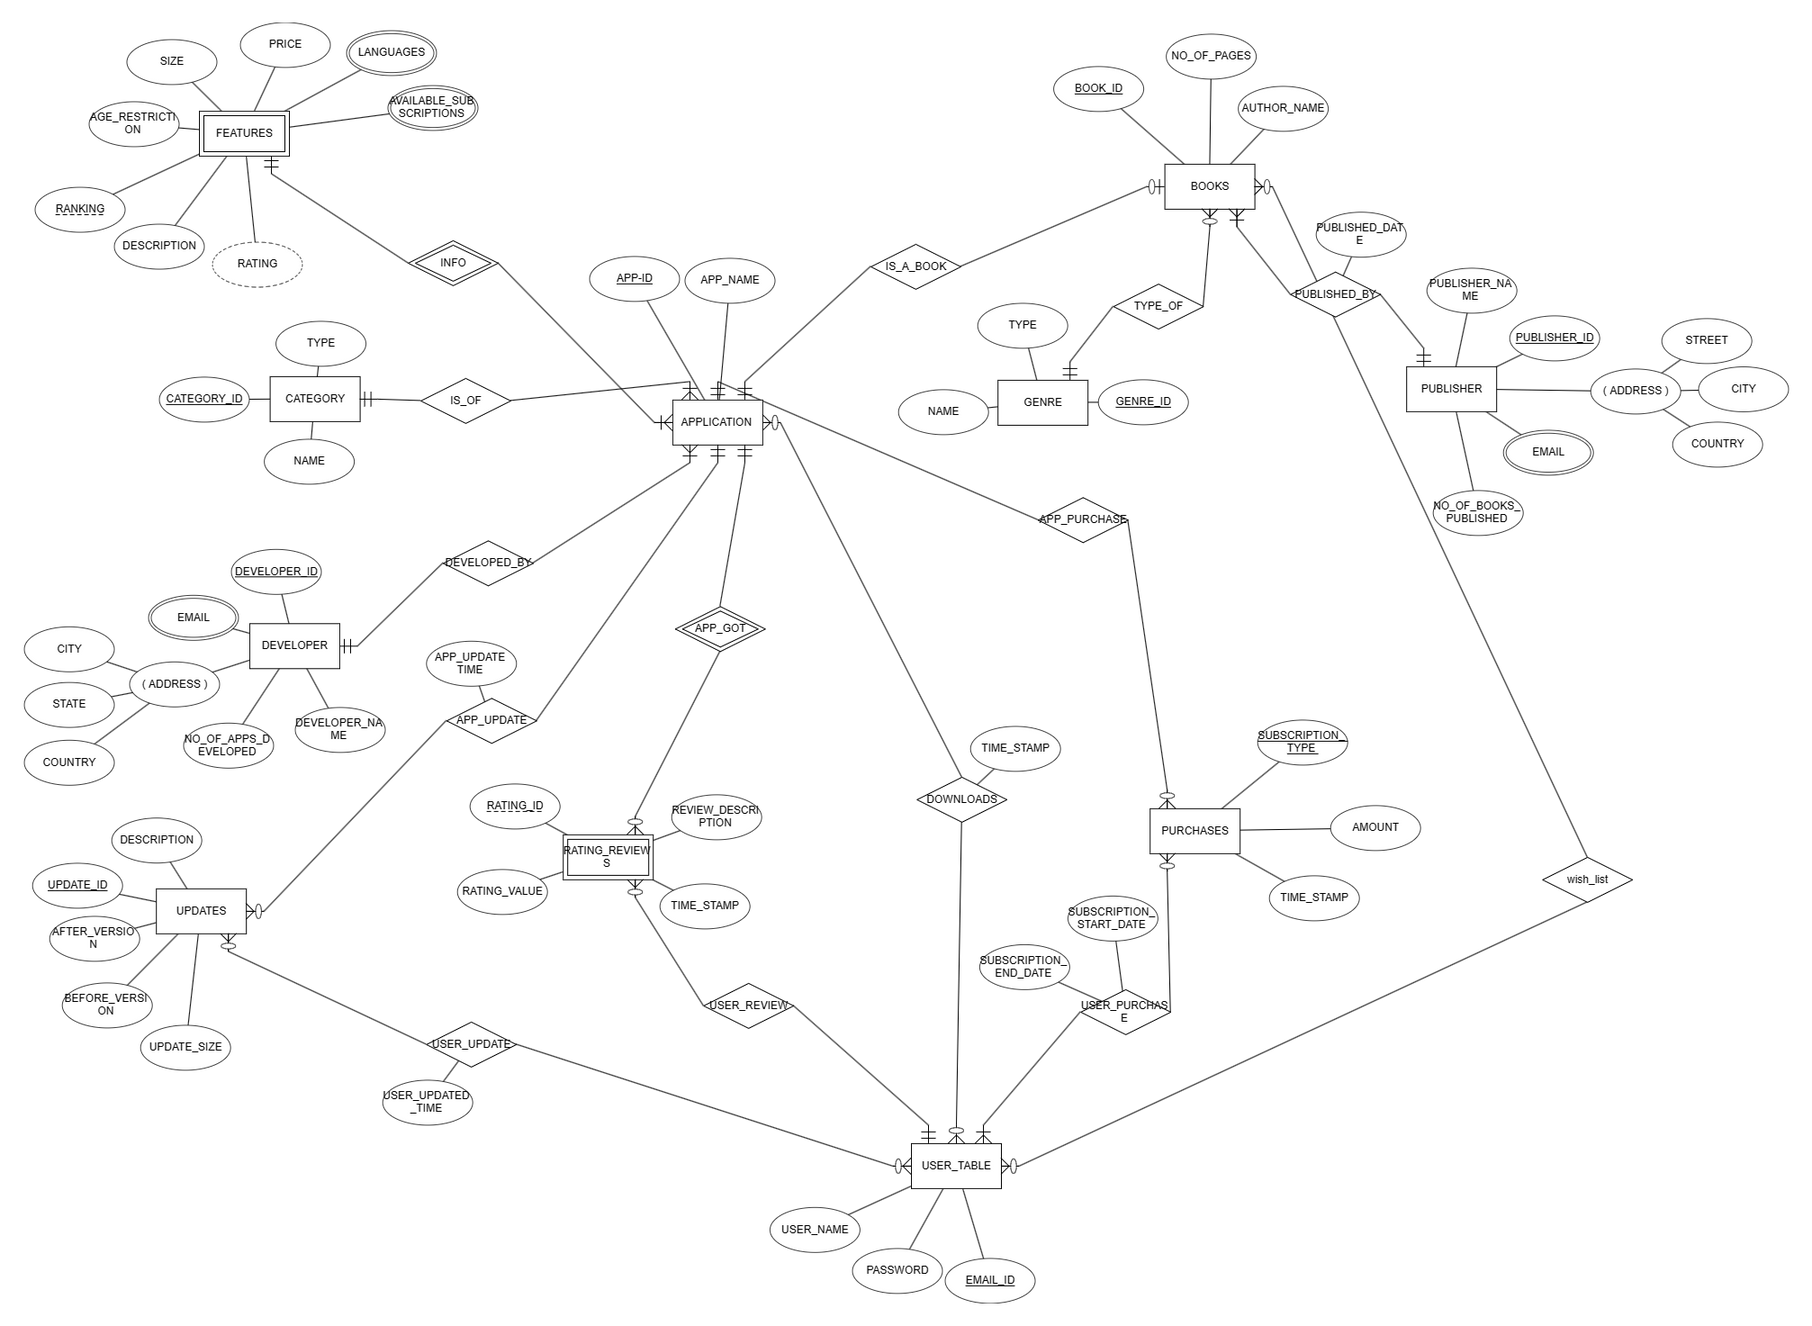 PRICE
LANGUAGES
SIZE
AVAILABLE_SUB
SCRIPTIONS
AGE_RESTRICTI
ON
FEATURES
RANKING
DESCRIPTION
RATING
INFO
NO_OF_PAGES
BOOK_ID
AUTHOR_NAME
BOOKS
PUBLISHED_DAT
E
IS_A_BOOK
TYPE_OF
PUBLISHED_BY
PUBLISHER_NA
ME
PUBLISHER_ID
STREET
PUBLISHER
( ADDRESS )
CITY
COUNTRY
EMAIL
NO_OF_BOOKS_
PUBLISHED
APP-ID
APP_NAME
TYPE
CATEGORY_ID
CATEGORY
IS_OF
NAME
APPLICATION
TYPE
NAME
GENRE
GENRE_ID
APP_PURCHASE
DEVELOPED_BY
DEVELOPER_ID
EMAIL
CITY
DEVELOPER
( ADDRESS )
STATE
COUNTRY
NO_OF_APPS_D
EVELOPED
DEVELOPER_NA
ME
APP_GOT
APP_UPDATE
TIME
APP_UPDATE
TIME_STAMP
DOWNLOADS
SUBSCRIPTION_
TYPE
PURCHASES
AMOUNT
TIME_STAMP
RATING_ID
REVIEW_DESCRI
PTION
RATING_REVIEW
S
RATING_VALUE
TIME_STAMP
DESCRIPTION
UPDATE_ID
UPDATES
AFTER_VERSIO
N
BEFORE_VERSI
ON
UPDATE_SIZE
wish_list
SUBSCRIPTION_
START_DATE
SUBSCRIPTION_
END_DATE
USER_PURCHAS
E
USER_REVIEW
USER_UPDATE
USER_UPDATED
_TIME
USER_TABLE
USER_NAME
PASSWORD
EMAIL_ID